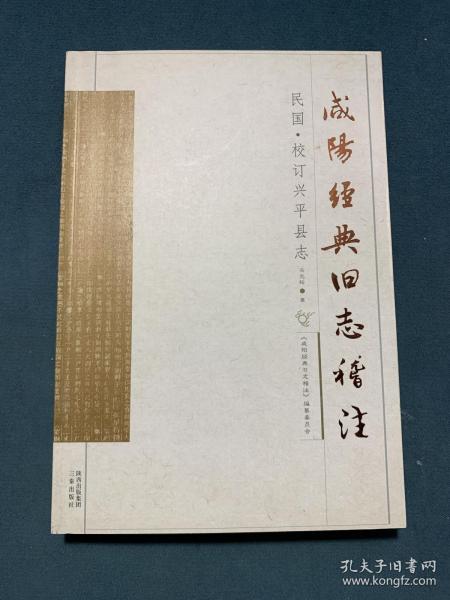 咸陽经典旧志稽注
民国·校订兴平县志
《咸阳经典旧志稽注》编纂委员会
陕西出版集团
三秦出版社
孔夫子旧书网
www.kongfz.com